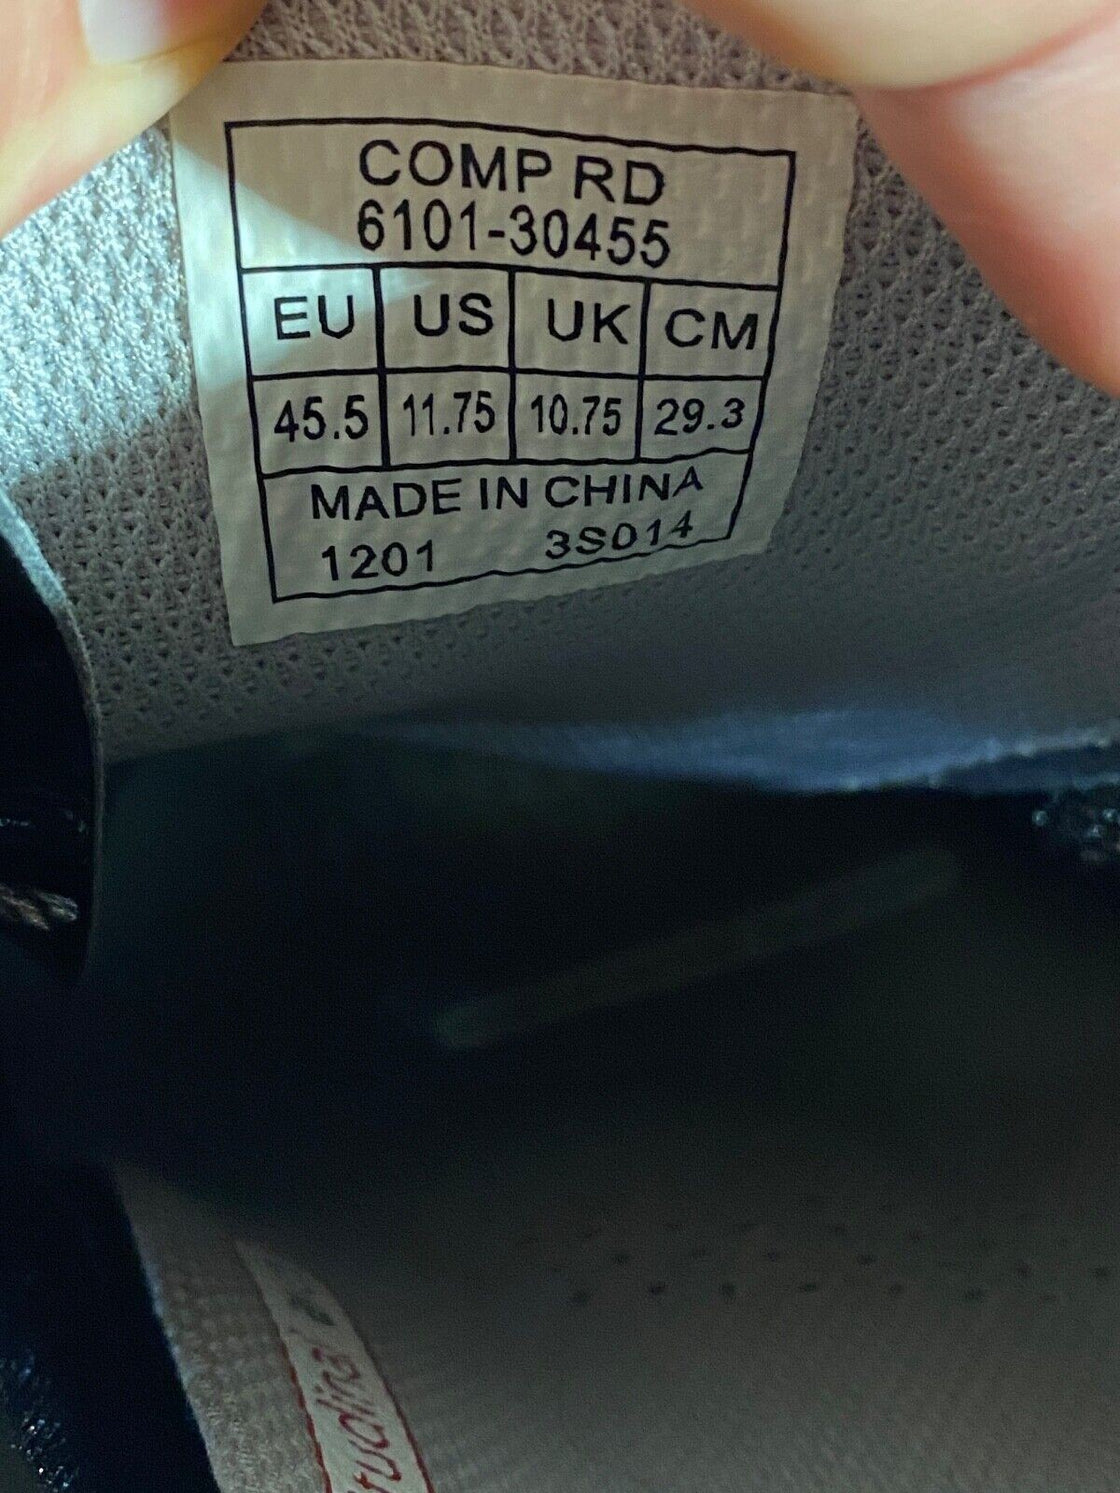 COMP RD
6101-30455
EU US UK CM
45.5 11.75 10.75 29.3
MADE IN CHINA
1201 3S014